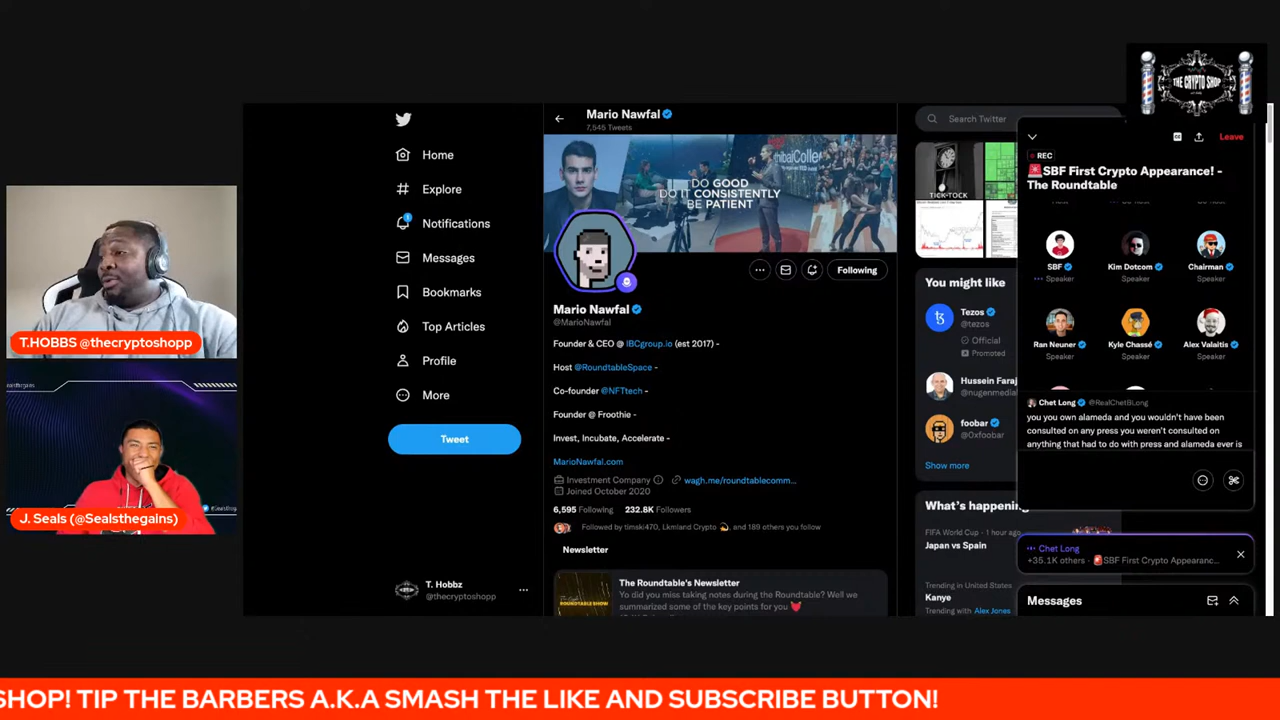 THE CRYPTO SHOP
T.HOBBS @thecryptoshopp
J. Seals (@Sealsthegains)
Home
Explore
Notifications
Messages
Bookmarks
Top Articles
Profile
More
Tweet
T. Hobbz
@thecryptoshopp
Mario Nawfal
7,545 Tweets
DO GOOD
DO IT CONSISTENTLY
BE PATIENT
Following
Mario Nawfal
@MarioNawfal
Founder & CEO @ IBCgroup.io (est 2017) -
Host @RoundtableSpace -
Co-founder @NFTtech -
Founder @ Froothie -
Invest, Incubate, Accelerate -
MarioNawfal.com
Investment Company
wagh.me/roundtablecomm...
Joined October 2020
6,595 Following 232.8K Followers
Followed by timski470, Lkmland Crypto, and 189 others you follow
Newsletter
The Roundtable's Newsletter
Yo did you miss taking notes during the Roundtable? Well we
summarized some of the key points for you
Search Twitter
TICK-TOCK
You might like
Tezos
@tezos
Official
Promoted
Hussein Faraj
@nugenmedial
foobar
@0xfoobar
Show more
What's happening
FIFA World Cup · 1 hour ago
Japan vs Spain
Trending in United States
Kanye
Trending with Alex Jones
Leave
REC
🚨SBF First Crypto Appearance! -
The Roundtable
SBF
Speaker
Kim Dotcom
Speaker
Chairman
Speaker
Ran Neuner
Speaker
Kyle Chassé
Speaker
Alex Valaitis
Speaker
Chet Long @RealChetBLong
you you own alameda and you wouldn't have been
consulted on any press you weren't consulted on
anything that had to do with press and alameda ever is
Chet Long
+35.1K others · 🚨SBF First Crypto Appearanc...
Messages
SHOP! TIP THE BARBERS A.K.A SMASH THE LIKE AND SUBSCRIBE BUTTON!